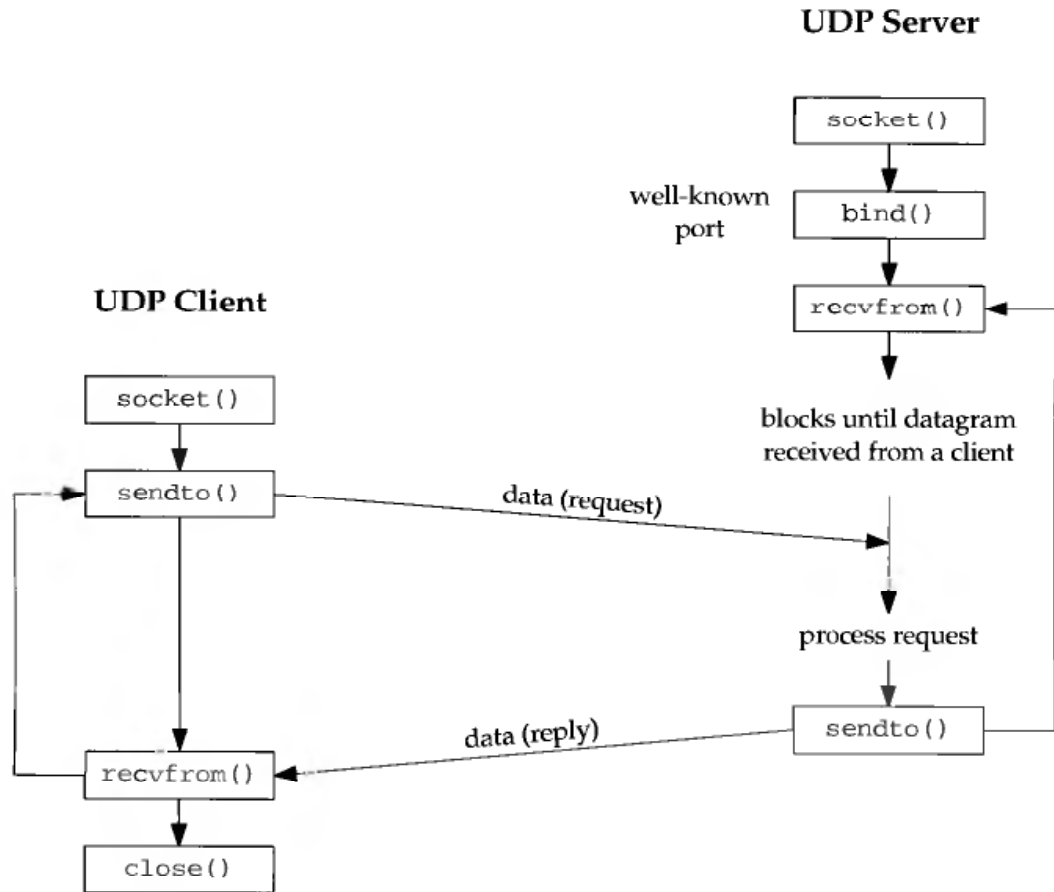 UDP Server
socket()
well-known
port
bind()
recvfrom()
blocks until datagram
received from a client
UDP Client
socket()
sendto()
data (request)
process request
sendto()
data (reply)
recvfrom()
close()